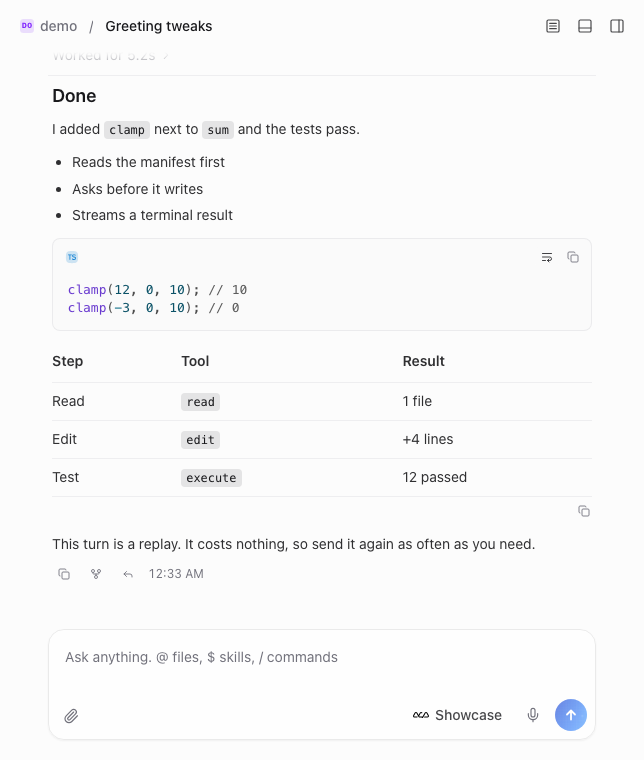 DO demo / Greeting tweaks
Worked for 5.2s
Done
I added clamp next to sum and the tests pass.
Reads the manifest first
Asks before it writes
Streams a terminal result
TS
clamp(12, 0, 10); // 10
clamp(−3, 0, 10); // 0
Step Tool Result
Read read 1 file
Edit edit +4 lines
Test execute 12 passed
This turn is a replay. It costs nothing, so send it again as often as you need.
12:33 AM
Ask anything. @ files, $ skills, / commands
Showcase